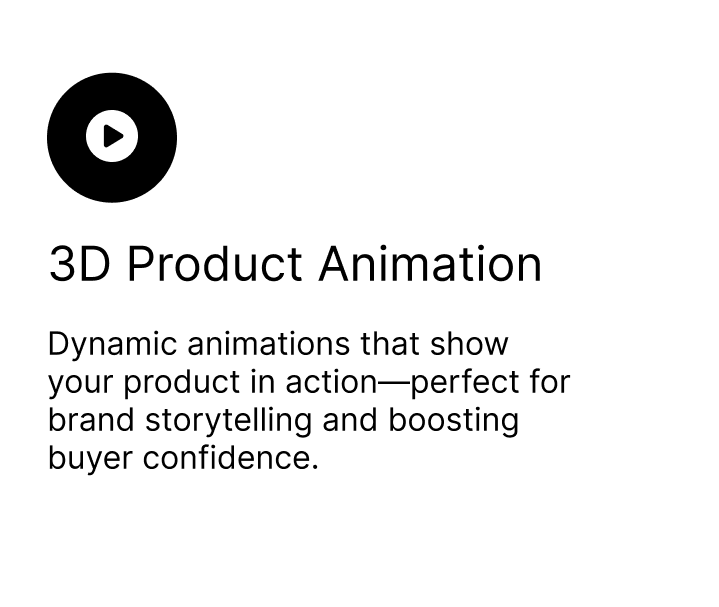 3D Product Animation
Dynamic animations that show
your product in action—perfect for
brand storytelling and boosting
buyer confidence.